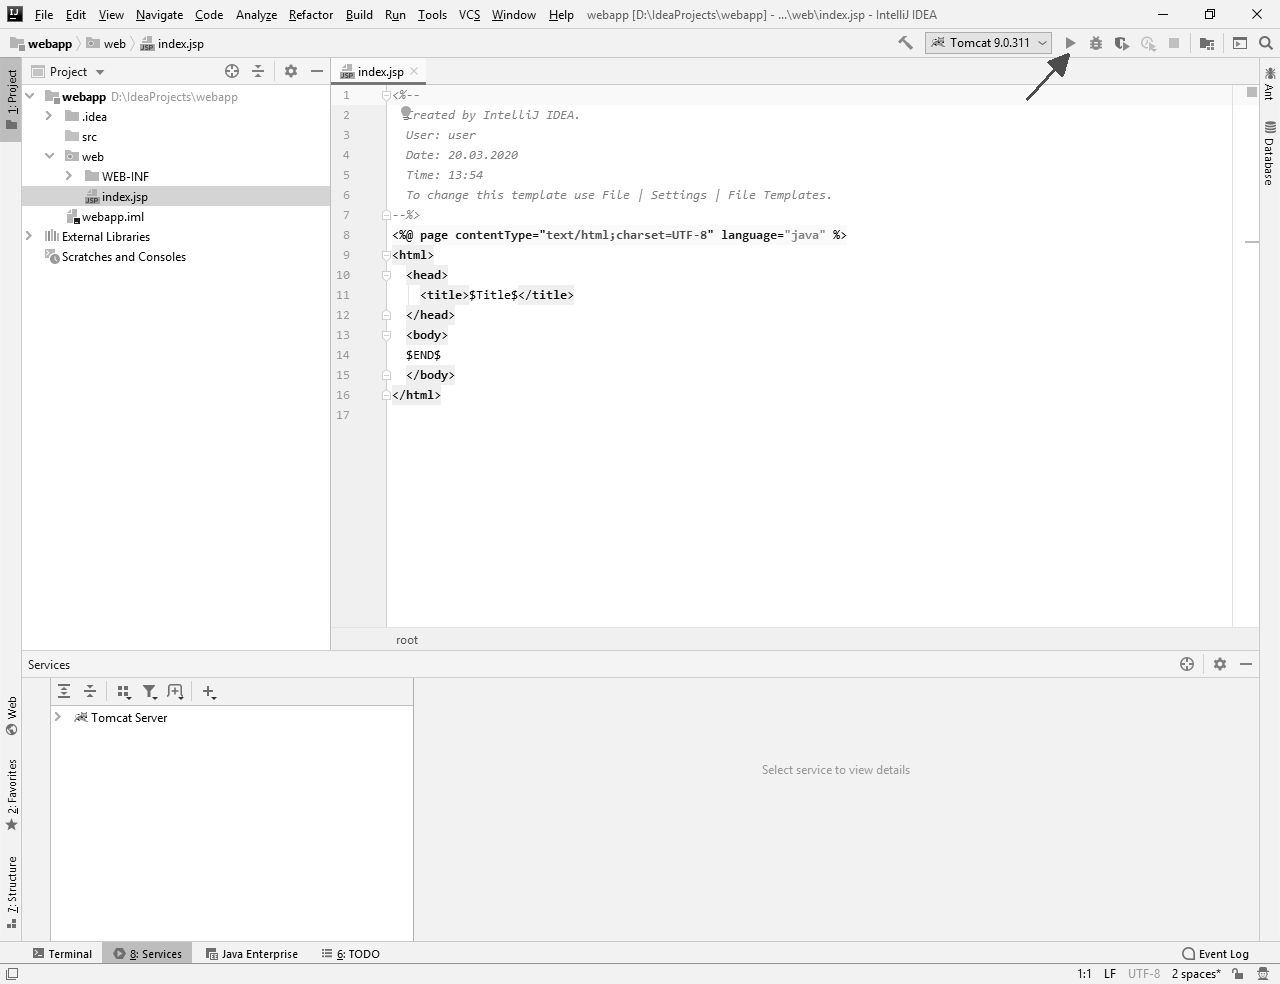 File Edit View Navigate Code Analyze Refactor Build Run Tools VCS Window Help webapp [D:\IdeaProjects\webapp] - ...\web\index.jsp - IntelliJ IDEA
webapp web index.jsp Tomcat 9.0.311
1: Project
Project
webapp D:\IdeaProjects\webapp
.idea
src
web
WEB-INF
index.jsp
webapp.iml
External Libraries
Scratches and Consoles
index.jsp
1 <%--
2 Created by IntelliJ IDEA.
3 User: user
4 Date: 20.03.2020
5 Time: 13:54
6 To change this template use File | Settings | File Templates.
7 --%>
8 <%@ page contentType="text/html;charset=UTF-8" language="java" %>
9 <html>
10 <head>
11 <title>$Title$</title>
12 </head>
13 <body>
14 $END$
15 </body>
16 </html>
17
root
Ant
Database
Services
Tomcat Server
Select service to view details
Web
2: Favorites
7: Structure
Terminal 8: Services Java Enterprise 6: TODO Event Log
1:1 LF UTF-8 2 spaces*